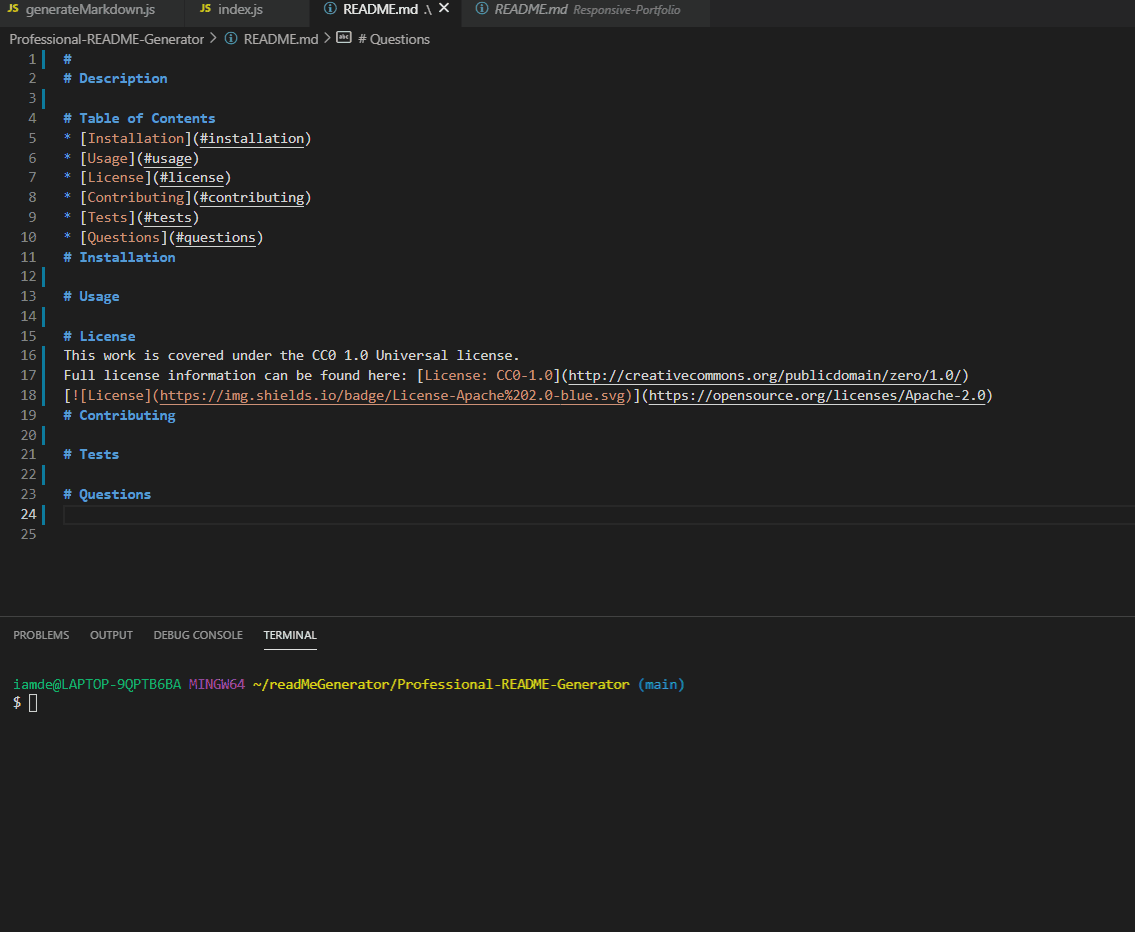 JS generateMarkdown.js JS index.js README.md .\ README.md Responsive-Portfolio
Professional-README-Generator > README.md > # Questions
1 #
2 # Description
3
4 # Table of Contents
5 * [Installation](#installation)
6 * [Usage](#usage)
7 * [License](#license)
8 * [Contributing](#contributing)
9 * [Tests](#tests)
10 * [Questions](#questions)
11 # Installation
12
13 # Usage
14
15 # License
16 This work is covered under the CC0 1.0 Universal license.
17 Full license information can be found here: [License: CC0-1.0](http://creativecommons.org/publicdomain/zero/1.0/)
18 [![License](https://img.shields.io/badge/License-Apache%202.0-blue.svg)](https://opensource.org/licenses/Apache-2.0)
19 # Contributing
20
21 # Tests
22
23 # Questions
24
25
PROBLEMS OUTPUT DEBUG CONSOLE TERMINAL
iamde@LAPTOP-9QPTB6BA MINGW64 ~/readMeGenerator/Professional-README-Generator (main)
$